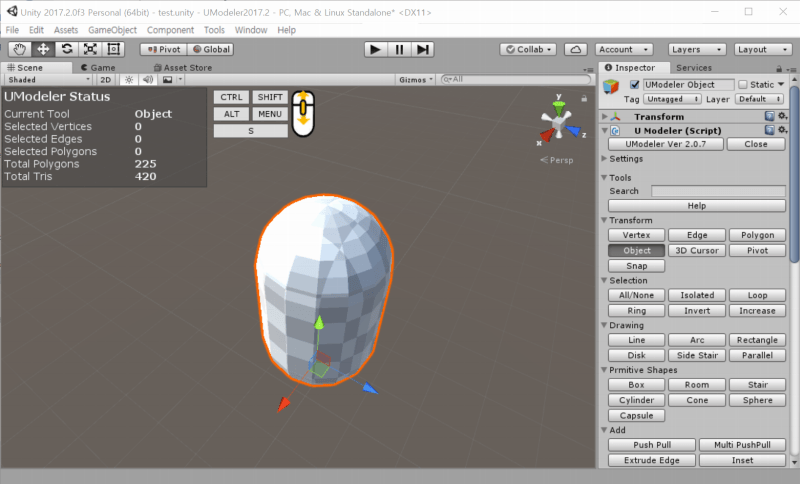 Unity 2017.2.0f3 Personal (64bit) - test.unity - UModeler2017.2 - PC, Mac & Linux Standalone* <DX11>
File Edit Assets GameObject Component Tools Window Help
Pivot Global Collab Account Layers Layout
Scene Game Asset Store
Shaded 2D Gizmos All
UModeler Status
Current Tool Object
Selected Vertices 0
Selected Edges 0
Selected Polygons 0
Total Polygons 225
Total Tris 420
CTRL SHIFT
ALT MENU
S
y
x z
Persp
Inspector Services
UModeler Object Static
Tag Untagged Layer Default
Transform
U Modeler (Script)
UModeler Ver 2.0.7 Close
Settings
Tools
Search
Help
Transform
Vertex Edge Polygon
Object 3D Cursor Pivot
Snap
Selection
All/None Isolated Loop
Ring Invert Increase
Drawing
Line Arc Rectangle
Disk Side Stair Parallel
Prmitive Shapes
Box Room Stair
Cylinder Cone Sphere
Capsule
Add
Push Pull Multi PushPull
Extrude Edge Inset